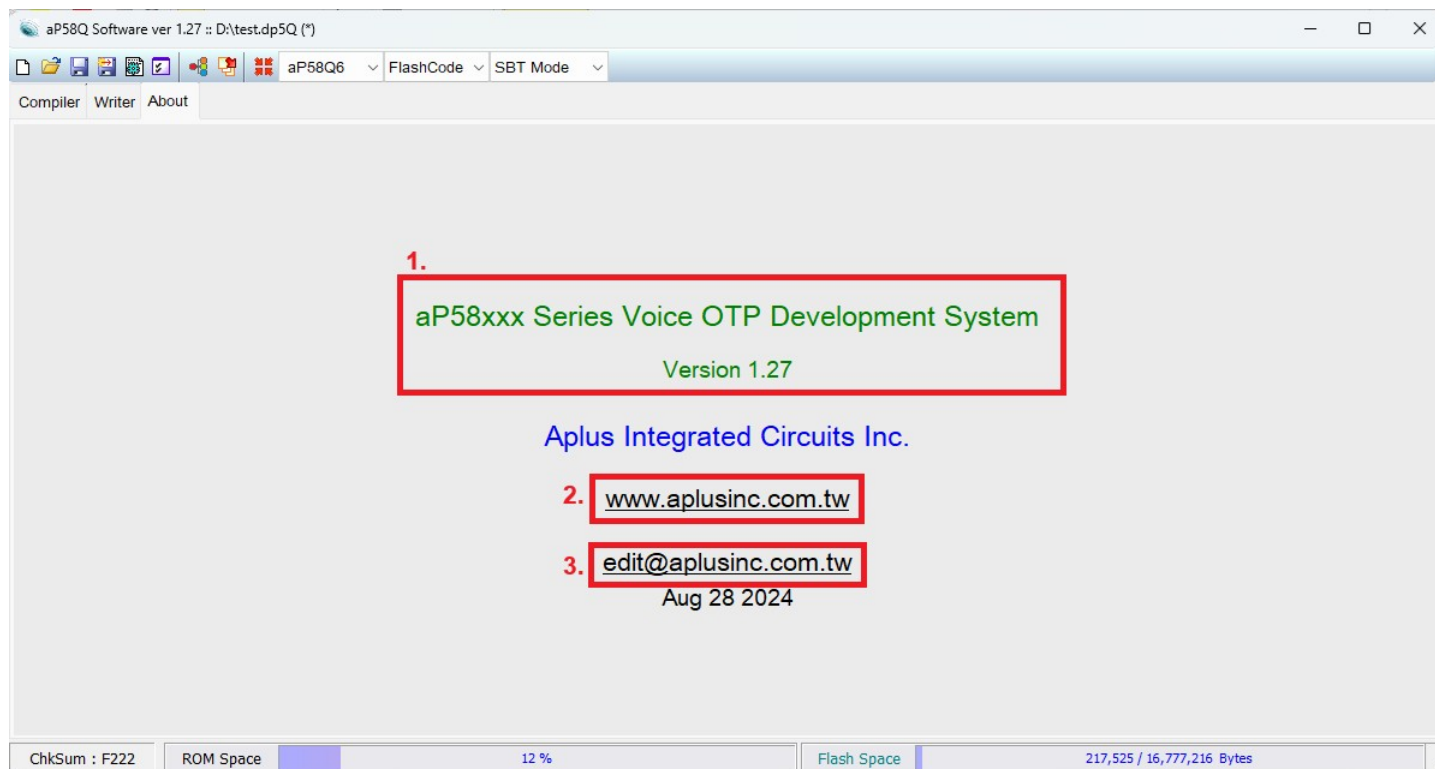 aP58Q Software ver 1.27 :: D:\test.dp5Q (*)
aP58Q6 FlashCode SBT Mode
Compiler Writer About
1.
aP58xxx Series Voice OTP Development System
Version 1.27
Aplus Integrated Circuits Inc.
2. www.aplusinc.com.tw
3. edit@aplusinc.com.tw
Aug 28 2024
ChkSum : F222 ROM Space 12 % Flash Space 217,525 / 16,777,216 Bytes